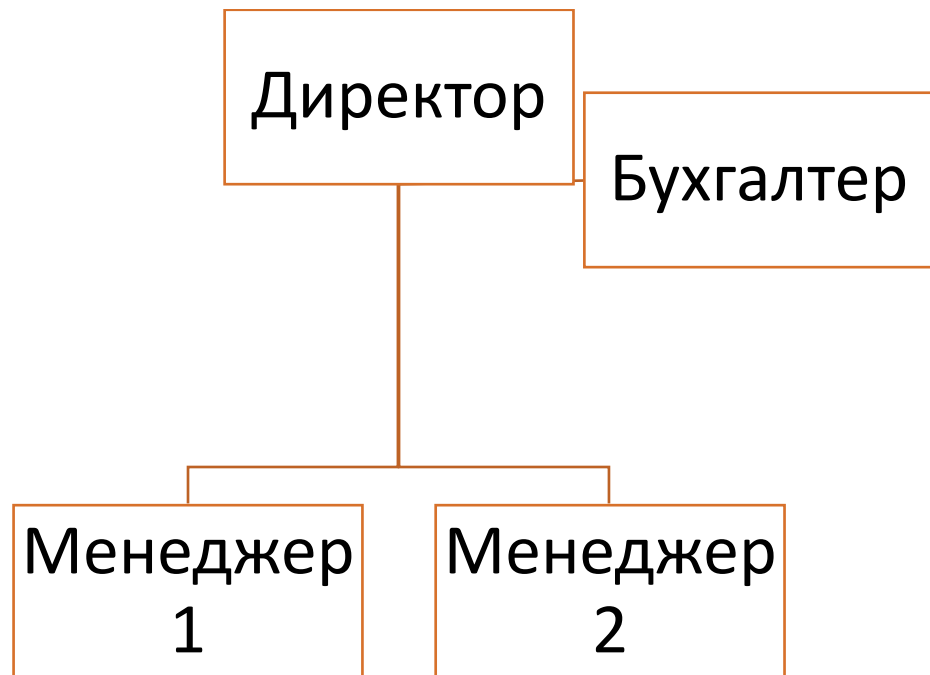 Директор
Бухгалтер
Менеджер
1
Менеджер
2